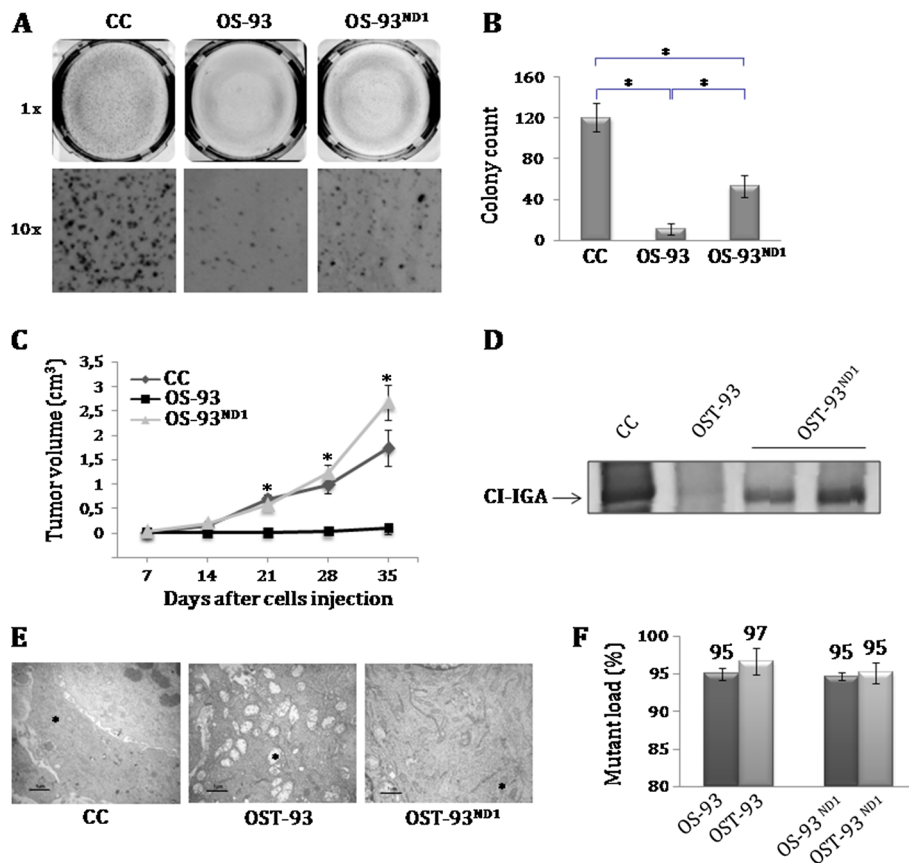 A
CC
OS-93
OS-93ND1
1x
10x
B
Colony count
160
120
80
40
0
*
*
*
CC
OS-93
OS-93ND1
C
Tumor volume (cm3)
3,5
3
2,5
2
1,5
1
0,5
0
CC
OS-93
OS-93ND1
*
*
*
7
14
21
28
35
Days after cells injection
D
CC
OST-93
OST-93ND1
CI-IGA
E
*
*
*
CC
OST-93
OST-93ND1
F
Mutant load (%)
100
95
90
85
80
95
97
95
95
OS-93
OST-93
OS-93 ND1
OST-93 ND1